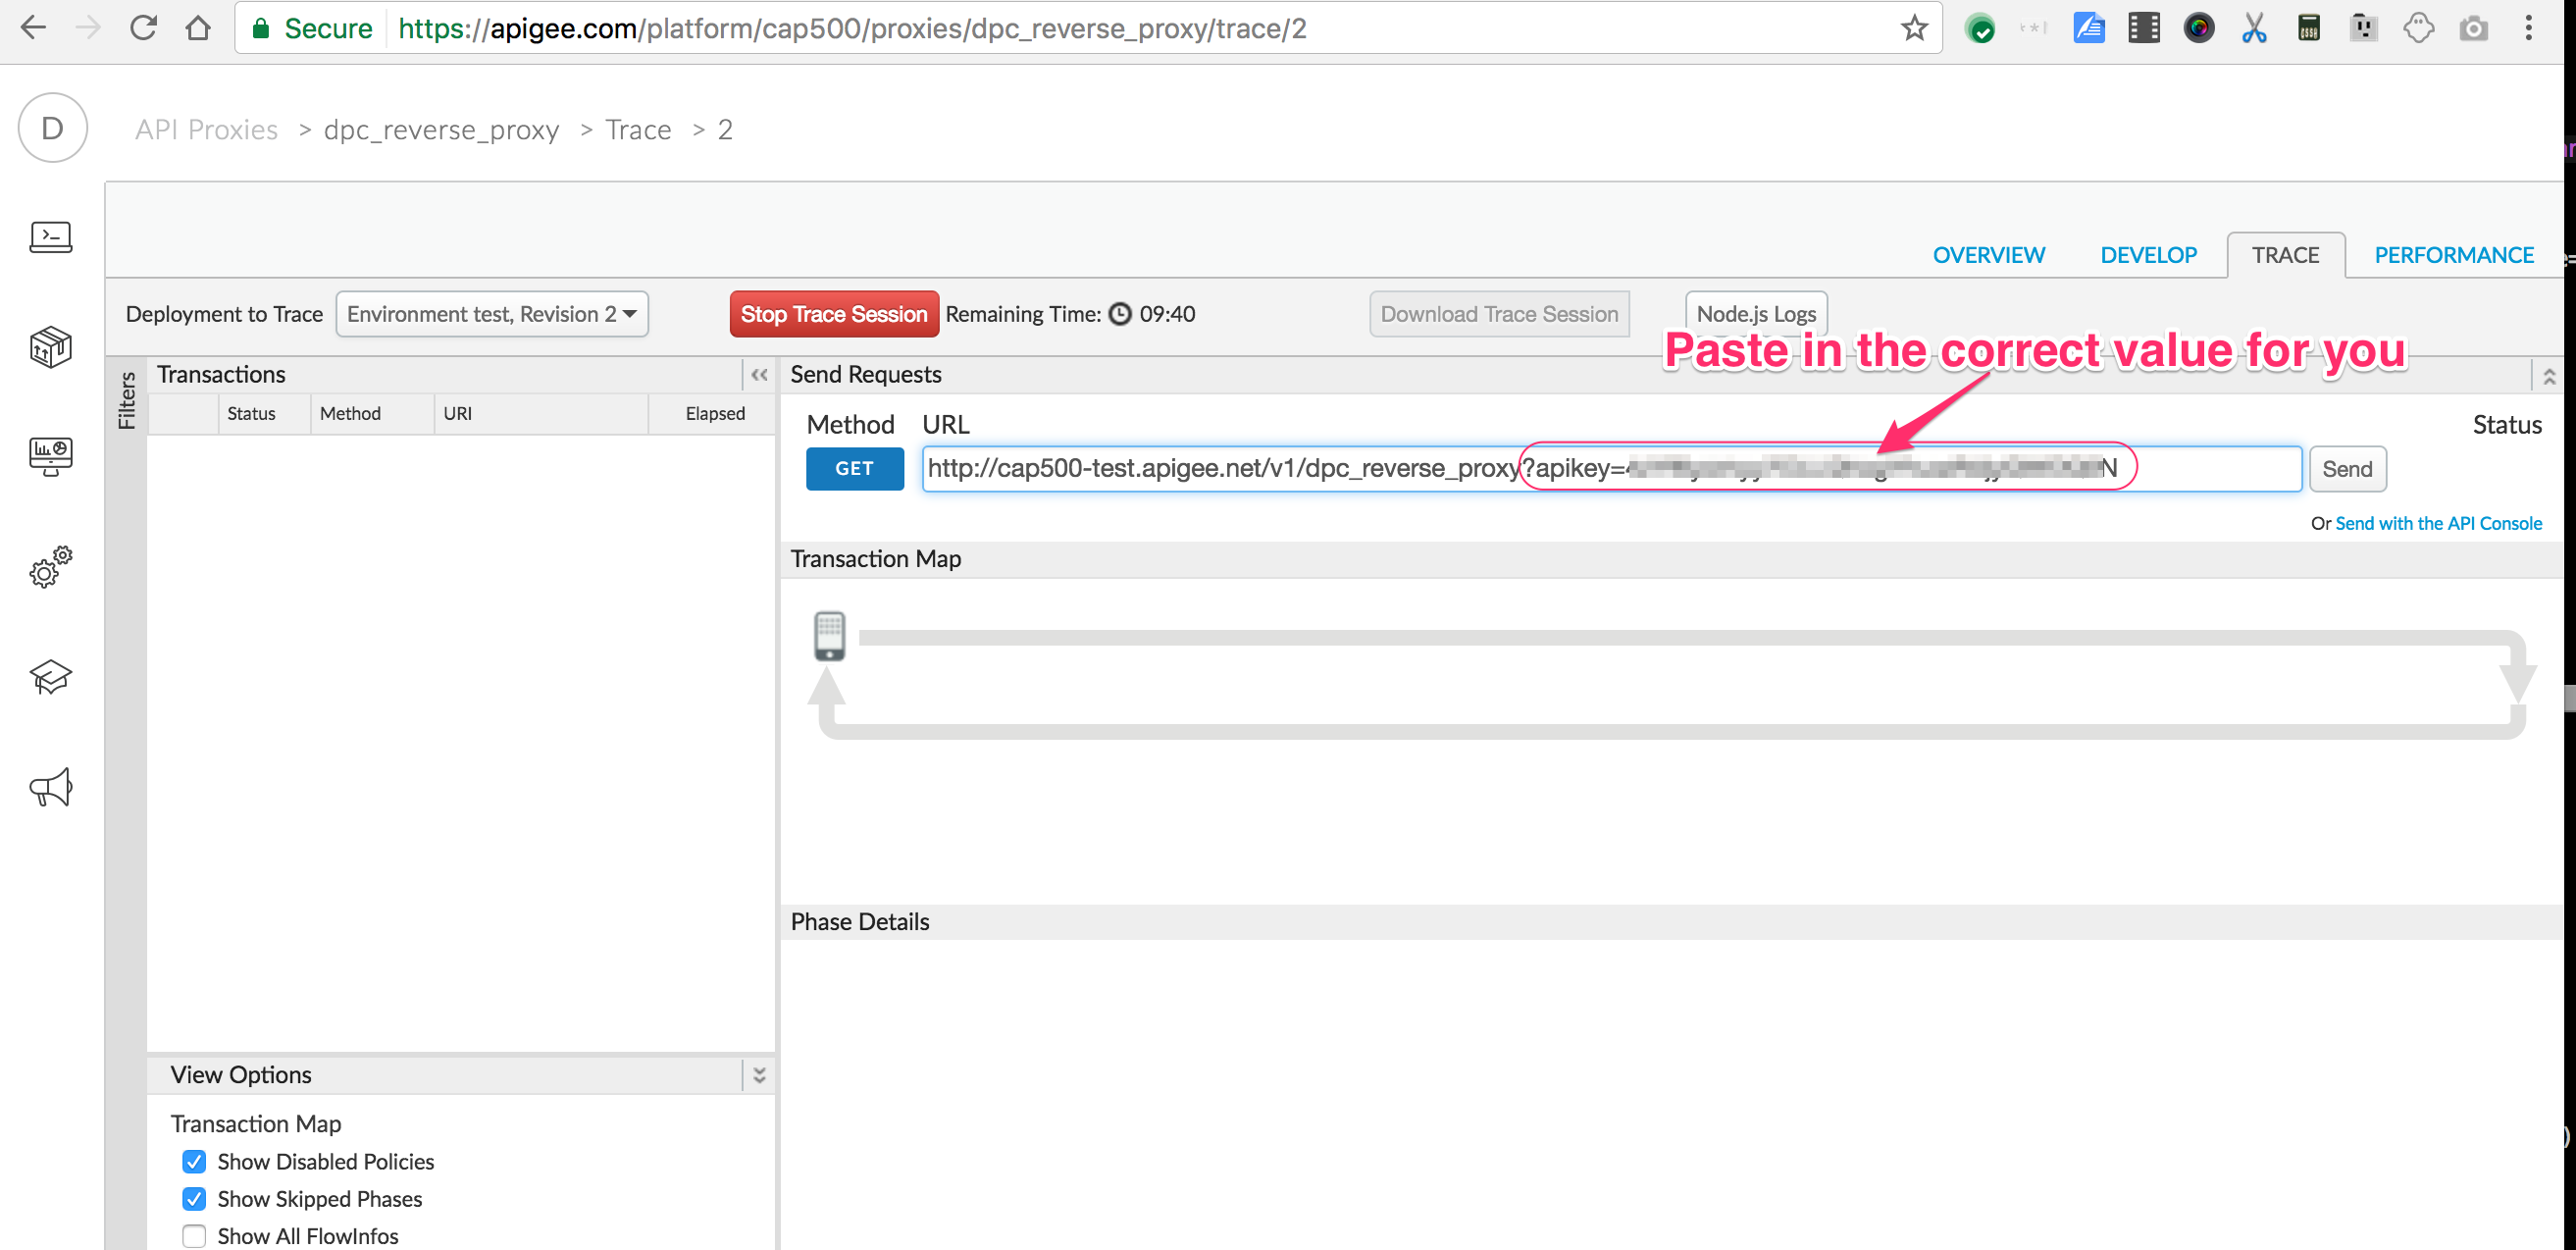 Secure https://apigee.com/platform/cap500/proxies/dpc_reverse_proxy/trace/2
D API Proxies > dpc_reverse_proxy > Trace > 2
OVERVIEW DEVELOP TRACE PERFORMANCE
Deployment to Trace Environment test, Revision 2 Stop Trace Session Remaining Time: 09:40 Download Trace Session Node.js Logs
Paste in the correct value for you
Filters
Transactions «
Status Method URI Elapsed
Send Requests
Method URL Status
GET http://cap500-test.apigee.net/v1/dpc_reverse_proxy?apikey= N Send
Or Send with the API Console
Transaction Map
Phase Details
View Options
Transaction Map
Show Disabled Policies
Show Skipped Phases
Show All FlowInfos